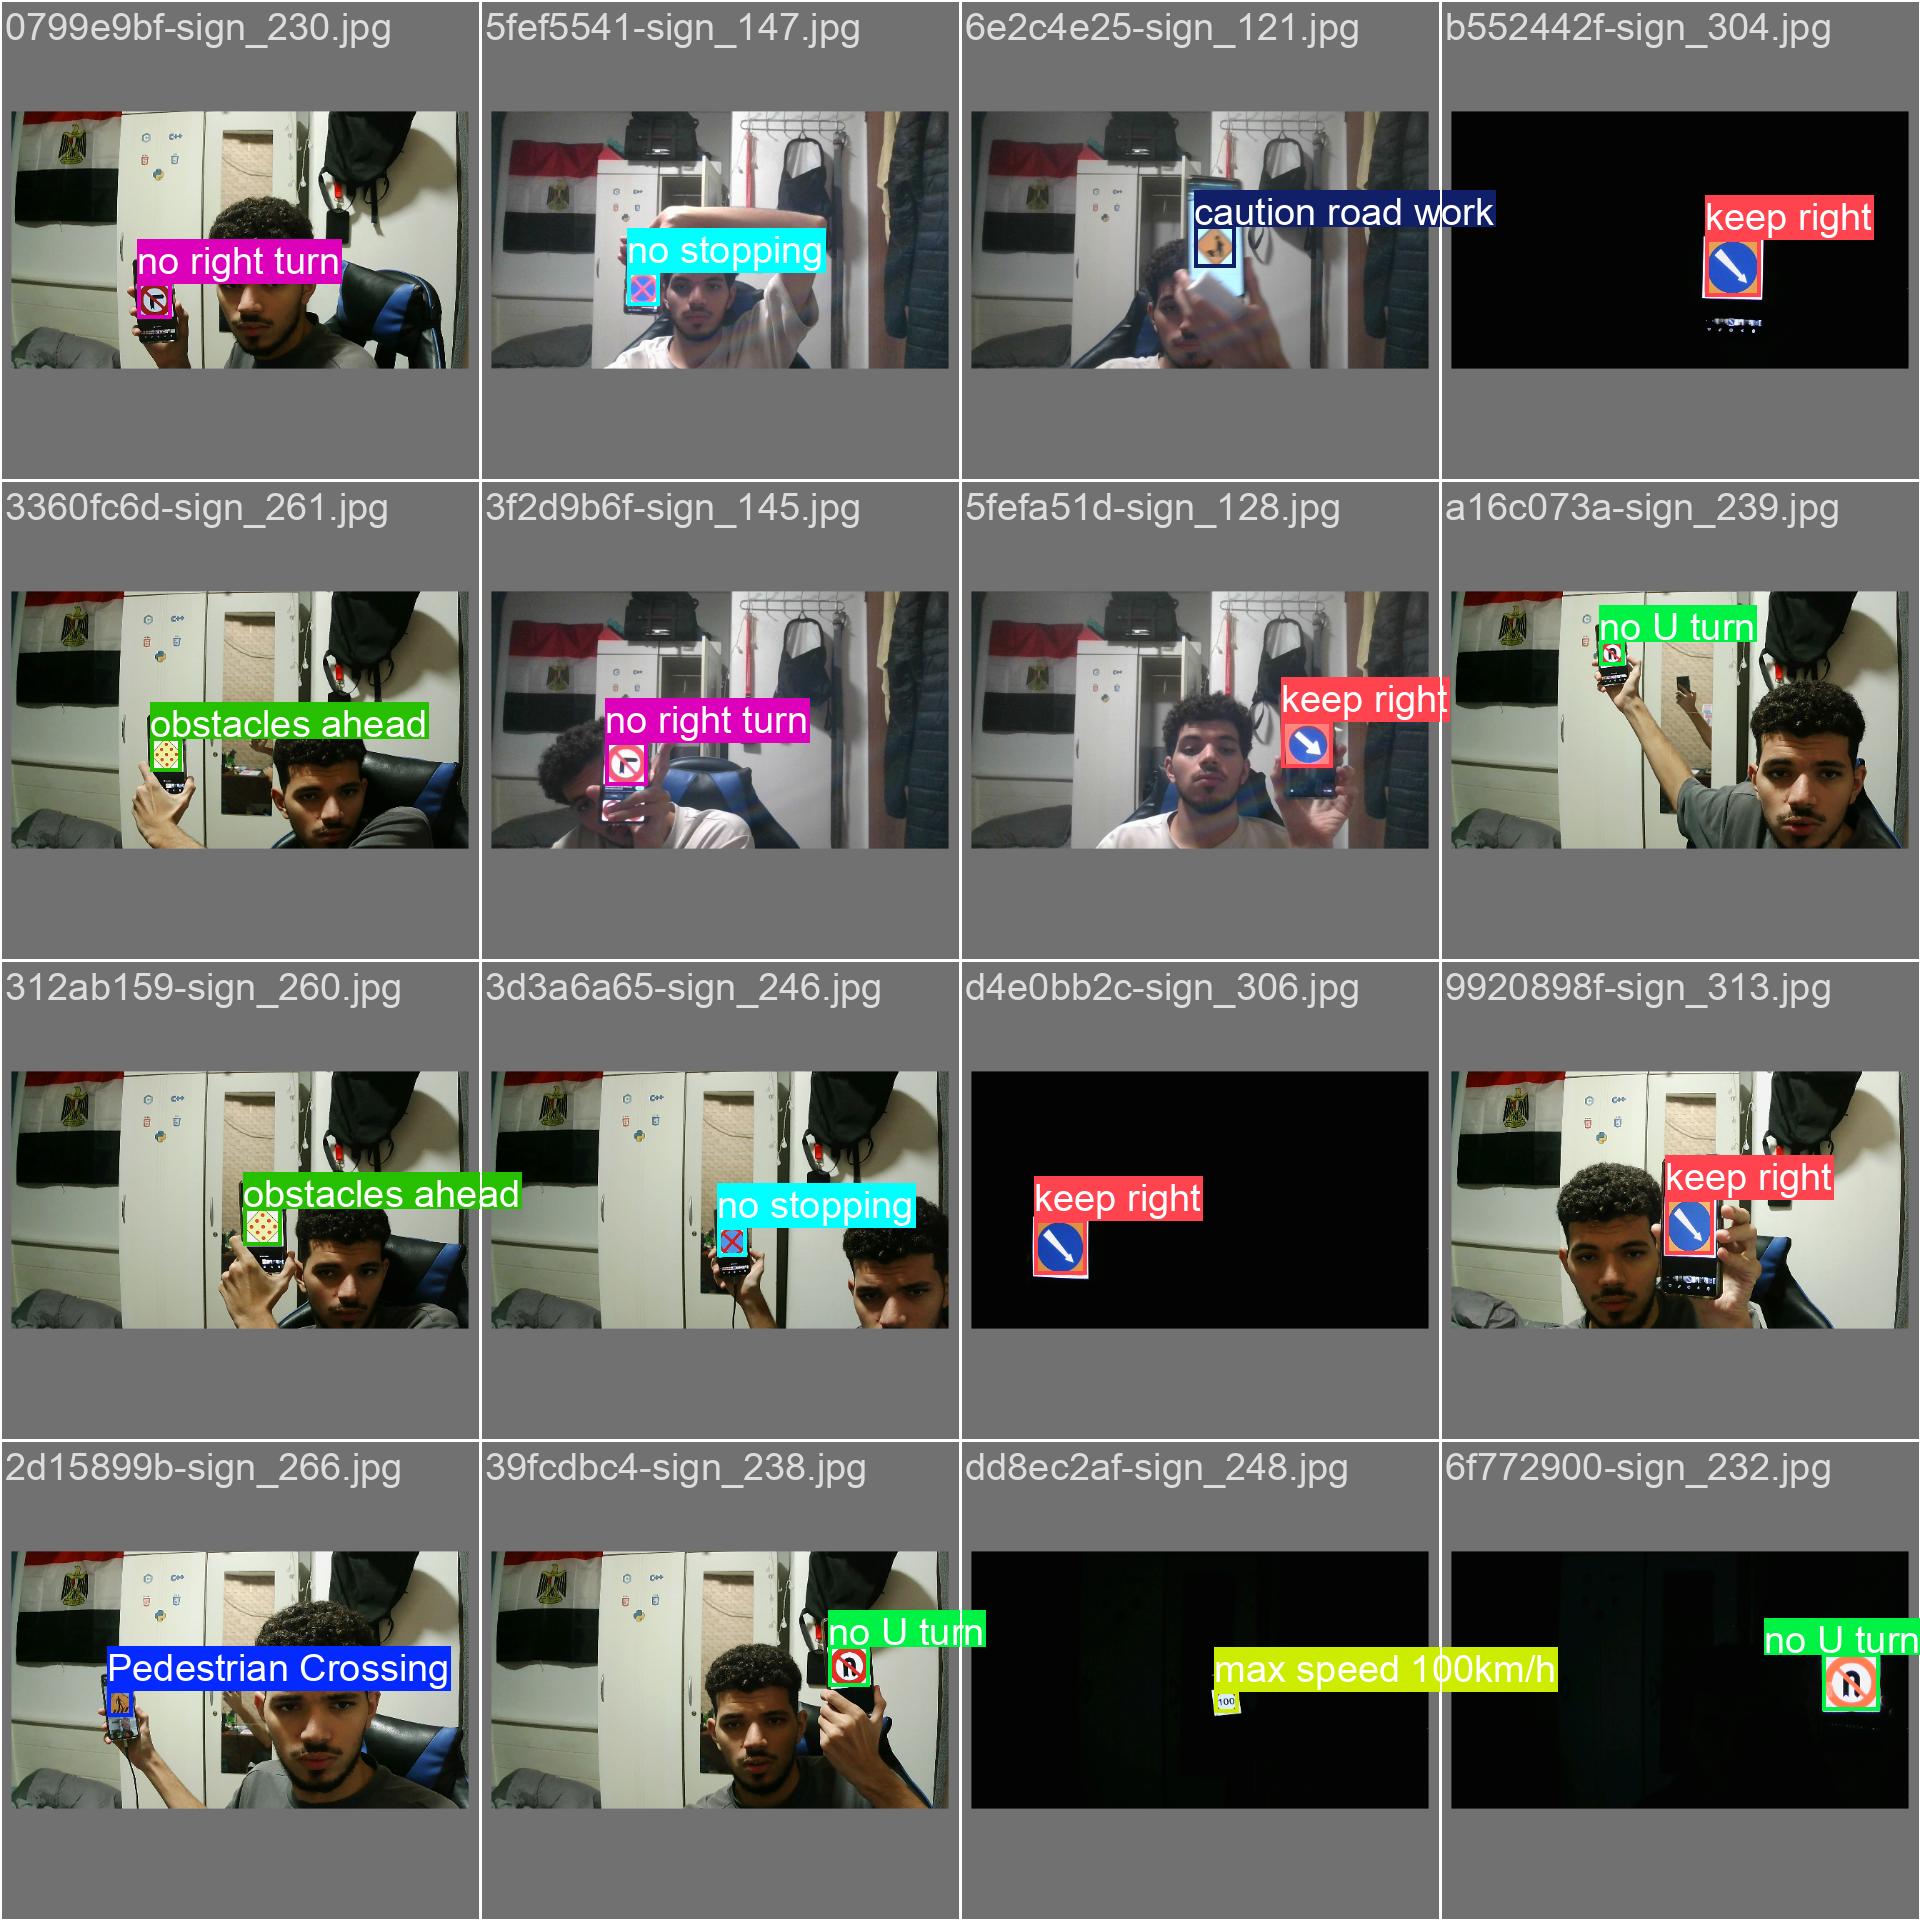 0799e9bf-sign_230.jpg
no right turn
5fef5541-sign_147.jpg
no stopping
6e2c4e25-sign_121.jpg
caution road work
b552442f-sign_304.jpg
keep right
3360fc6d-sign_261.jpg
obstacles ahead
3f2d9b6f-sign_145.jpg
no right turn
5fefa51d-sign_128.jpg
keep right
a16c073a-sign_239.jpg
no U turn
312ab159-sign_260.jpg
obstacles ahead
3d3a6a65-sign_246.jpg
no stopping
d4e0bb2c-sign_306.jpg
keep right
9920898f-sign_313.jpg
keep right
2d15899b-sign_266.jpg
Pedestrian Crossing
39fcdbc4-sign_238.jpg
no U turn
dd8ec2af-sign_248.jpg
max speed 100km/h
100
6f772900-sign_232.jpg
no U turn